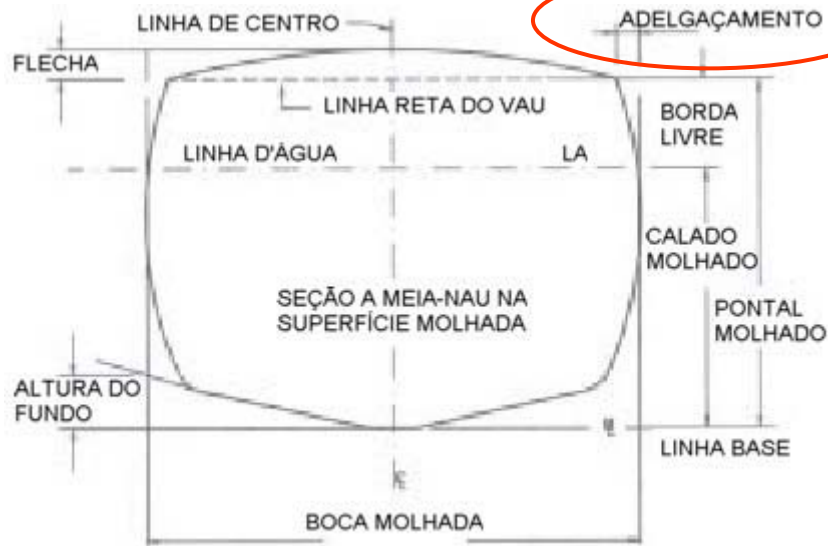 LINHA DE CENTRO
ADELGAÇAMENTO
FLECHA
LINHA RETA DO VAU
BORDA
LIVRE
LINHA D'ÁGUA
LA
CALADO
MOLHADO
SEÇÃO A MEIA-NAU NA
SUPERFÍCIE MOLHADA
PONTAL
MOLHADO
ALTURA DO
FUNDO
LINHA BASE
BOCA MOLHADA